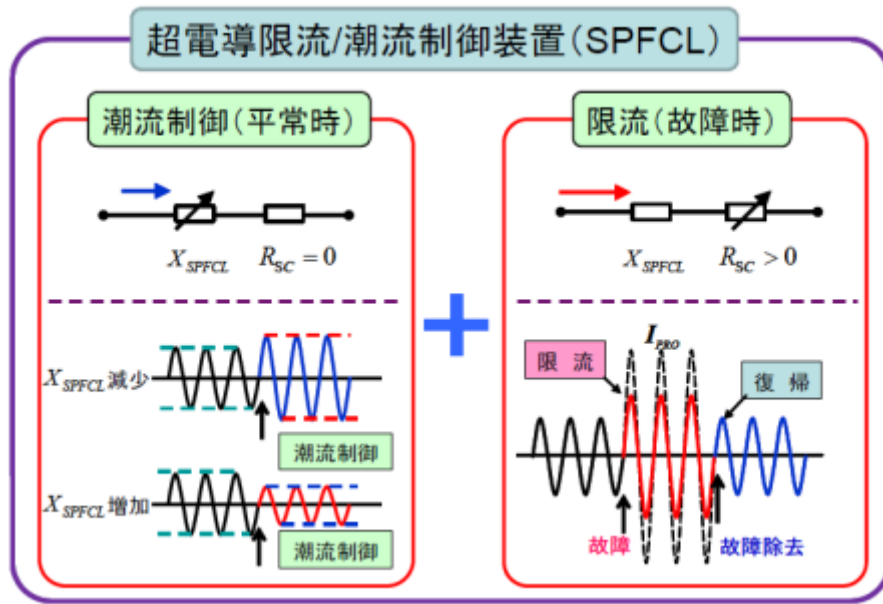 超電導限流/潮流制御装置(SPFCL)
潮流制御(平常時)
X_SPFCL R_SC = 0
X_SPFCL 減少
潮流制御
X_SPFCL 増加
潮流制御
+
限流(故障時)
X_SPFCL R_SC > 0
I_PRO
限 流
復 帰
故障
故障除去